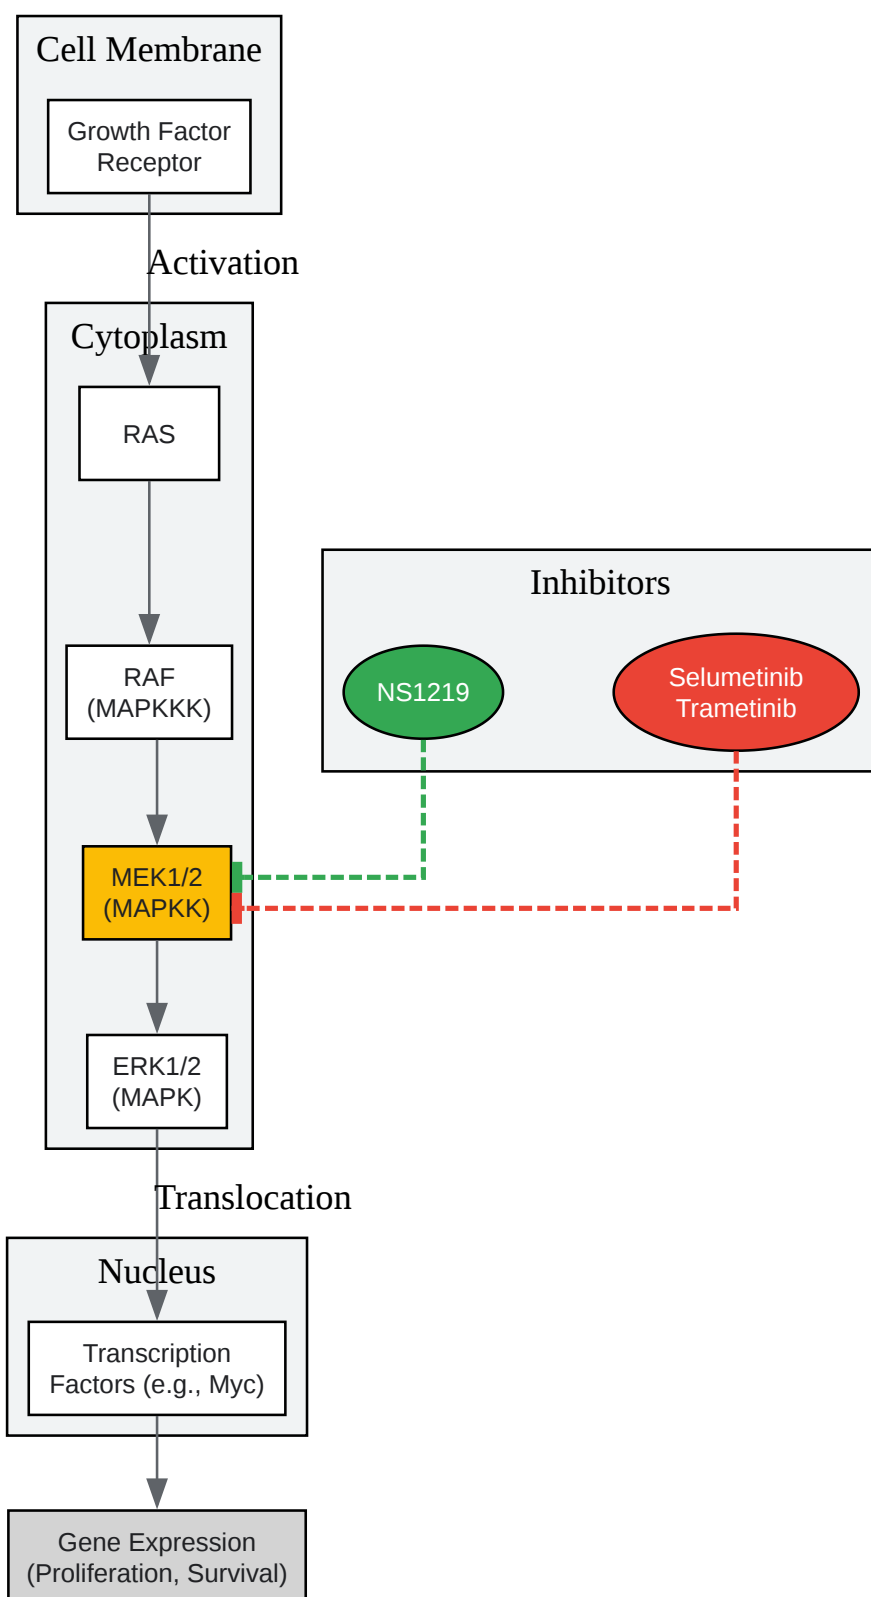 Cell Membrane
Growth Factor
Receptor
Activation
Cytoplasm
RAS
Inhibitors
RAF
(MAPKKK)
NS1219
Selumetinib
Trametinib
MEK1/2
(MAPKK)
ERK1/2
(MAPK)
Translocation
Nucleus
Transcription
Factors (e.g., Myc)
Gene Expression
(Proliferation, Survival)